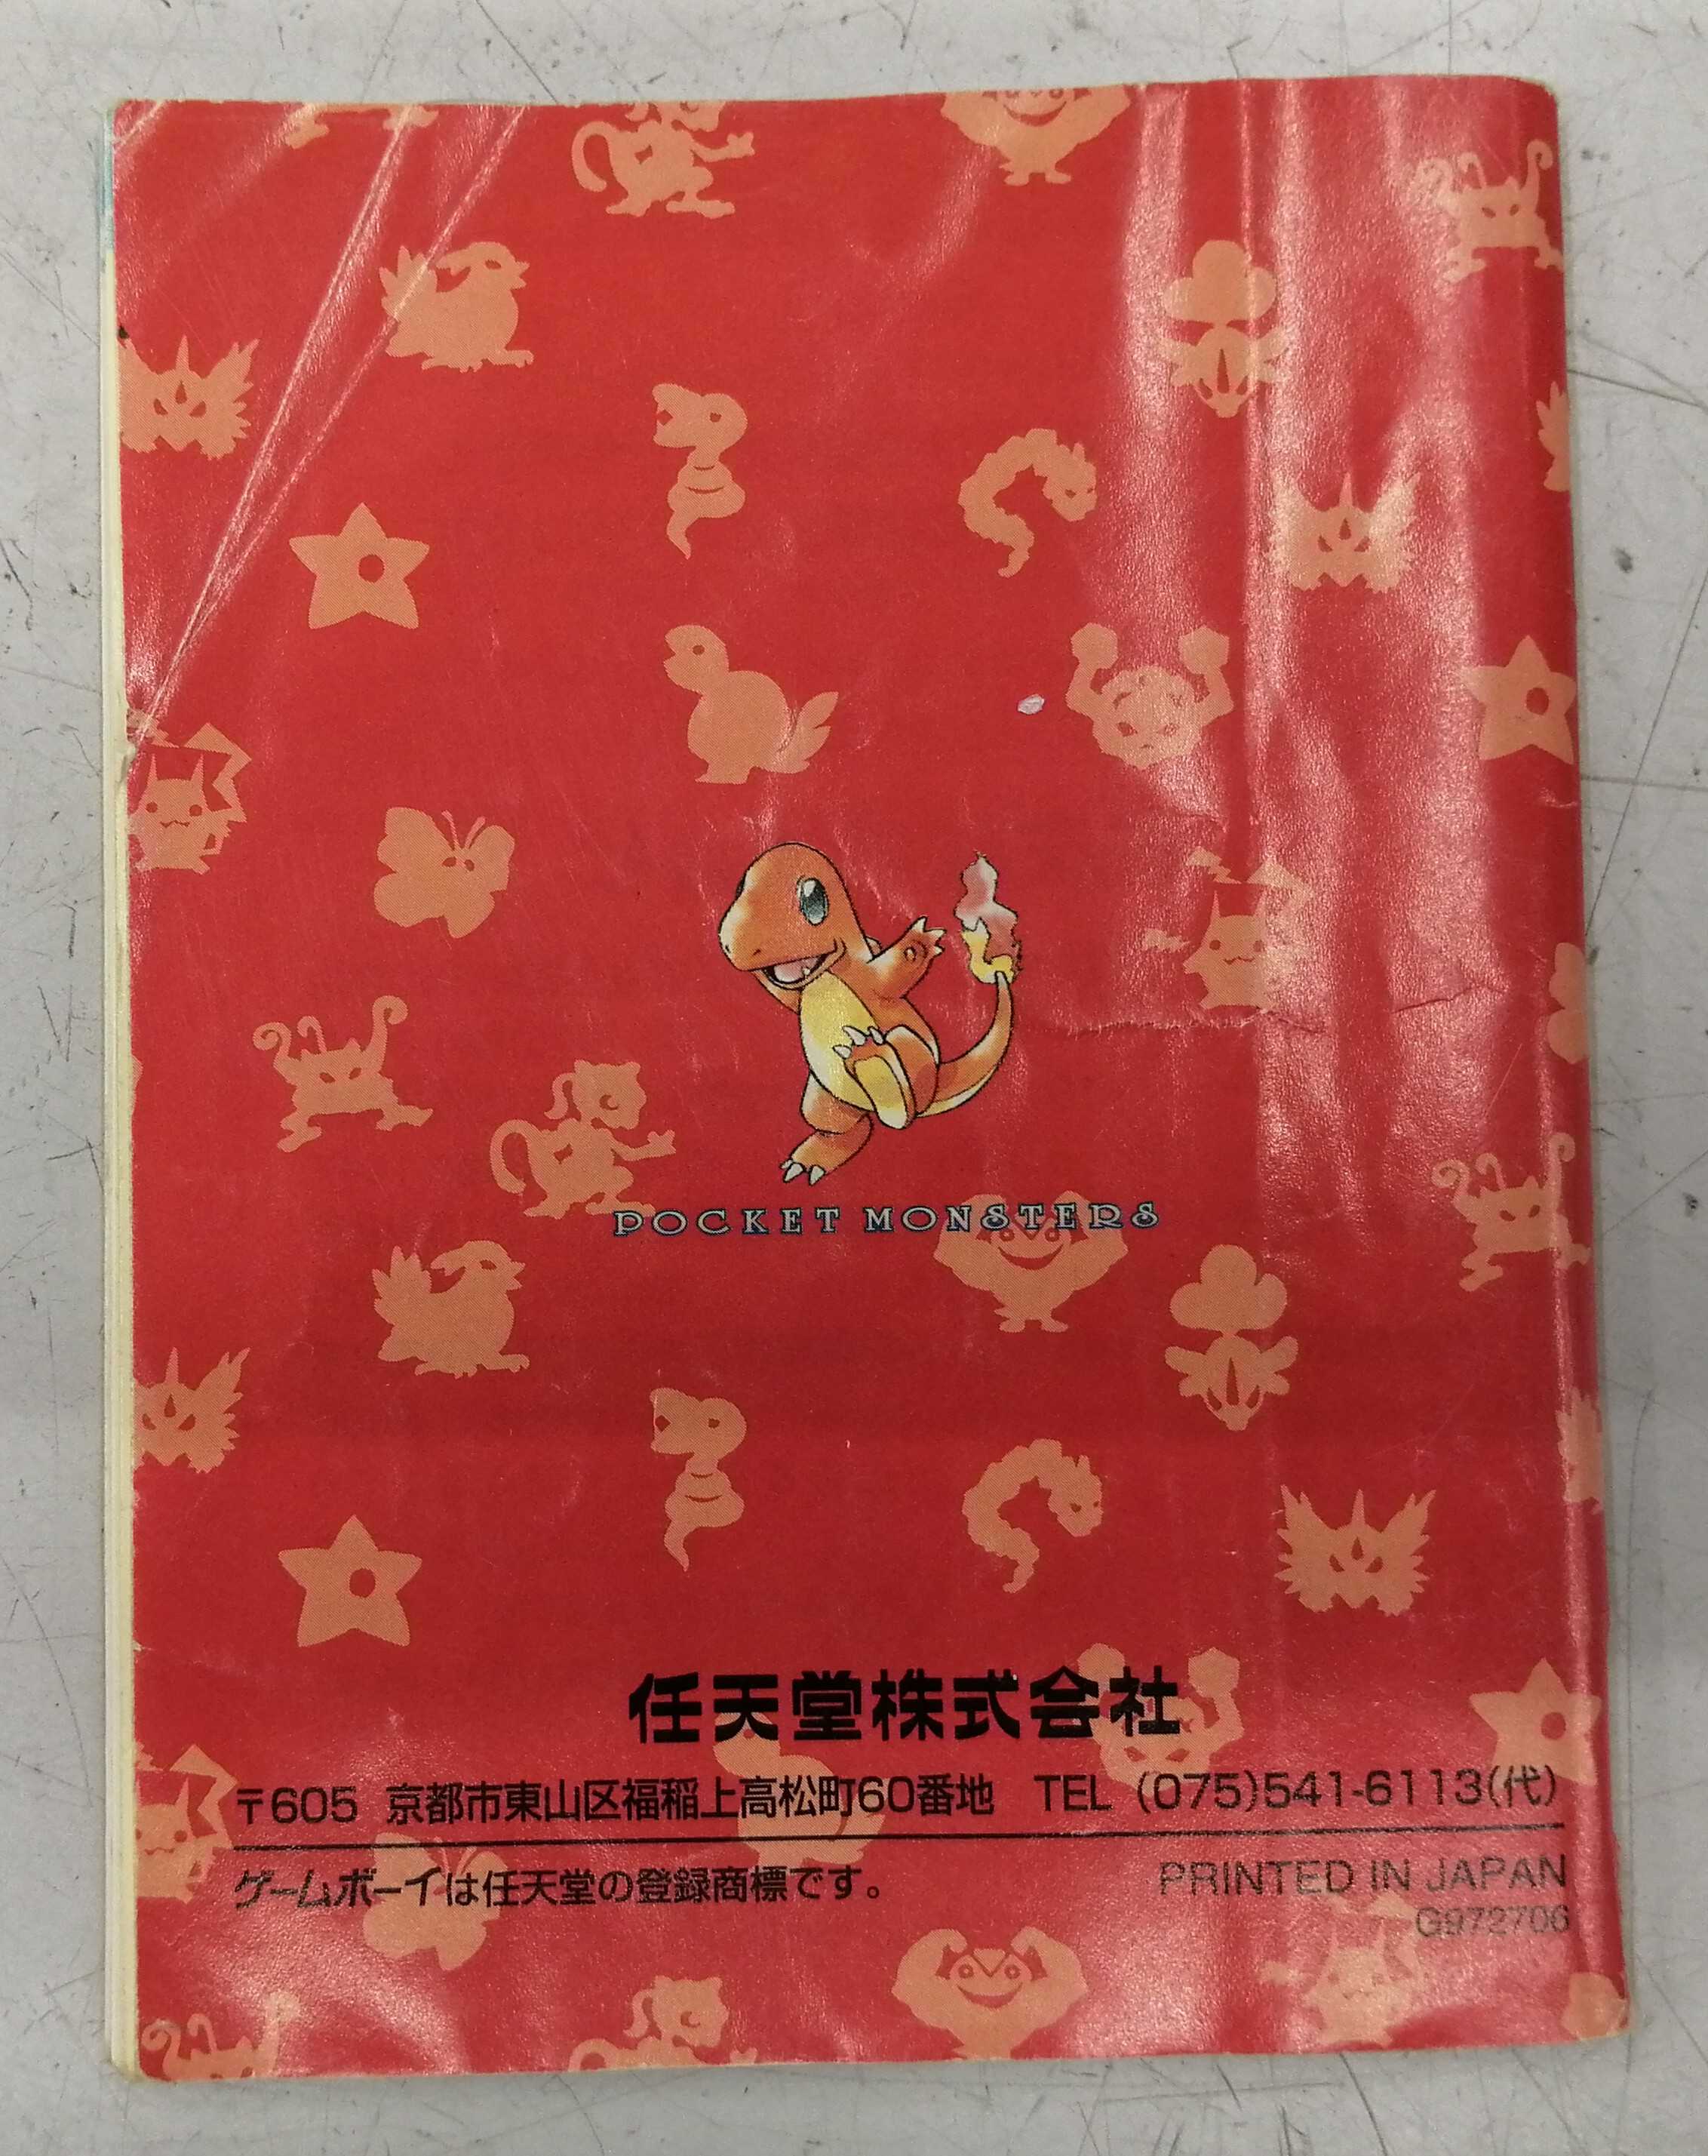 POCKET MONSTERS
任天堂株式会社
〒605 京都市東山区福稲上高松町60番地 TEL (075)541-6113(代)
ゲームボーイは任天堂の登録商標です。
PRINTED IN JAPAN
G972706